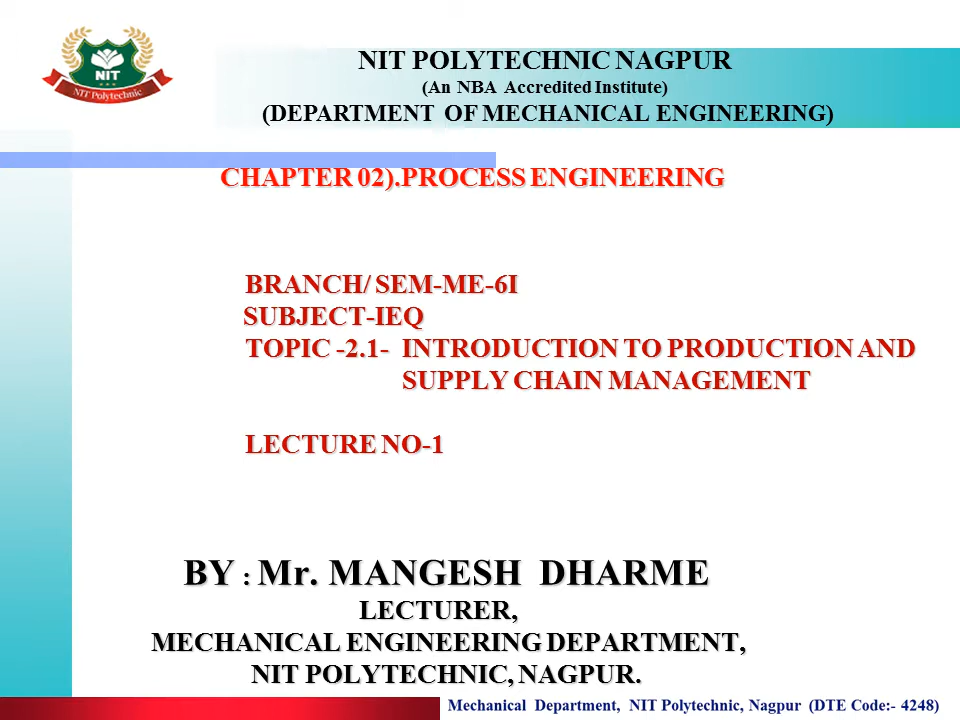 NIT
NIT Polytechnic
NIT POLYTECHNIC NAGPUR
(An NBA Accredited Institute)
(DEPARTMENT OF MECHANICAL ENGINEERING)
CHAPTER 02).PROCESS ENGINEERING
BRANCH/ SEM-ME-6I
SUBJECT-IEQ
TOPIC -2.1- INTRODUCTION TO PRODUCTION AND
SUPPLY CHAIN MANAGEMENT
LECTURE NO-1
BY : Mr. MANGESH DHARME
LECTURER,
MECHANICAL ENGINEERING DEPARTMENT,
NIT POLYTECHNIC, NAGPUR.
Mechanical Department, NIT Polytechnic, Nagpur (DTE Code:- 4248)